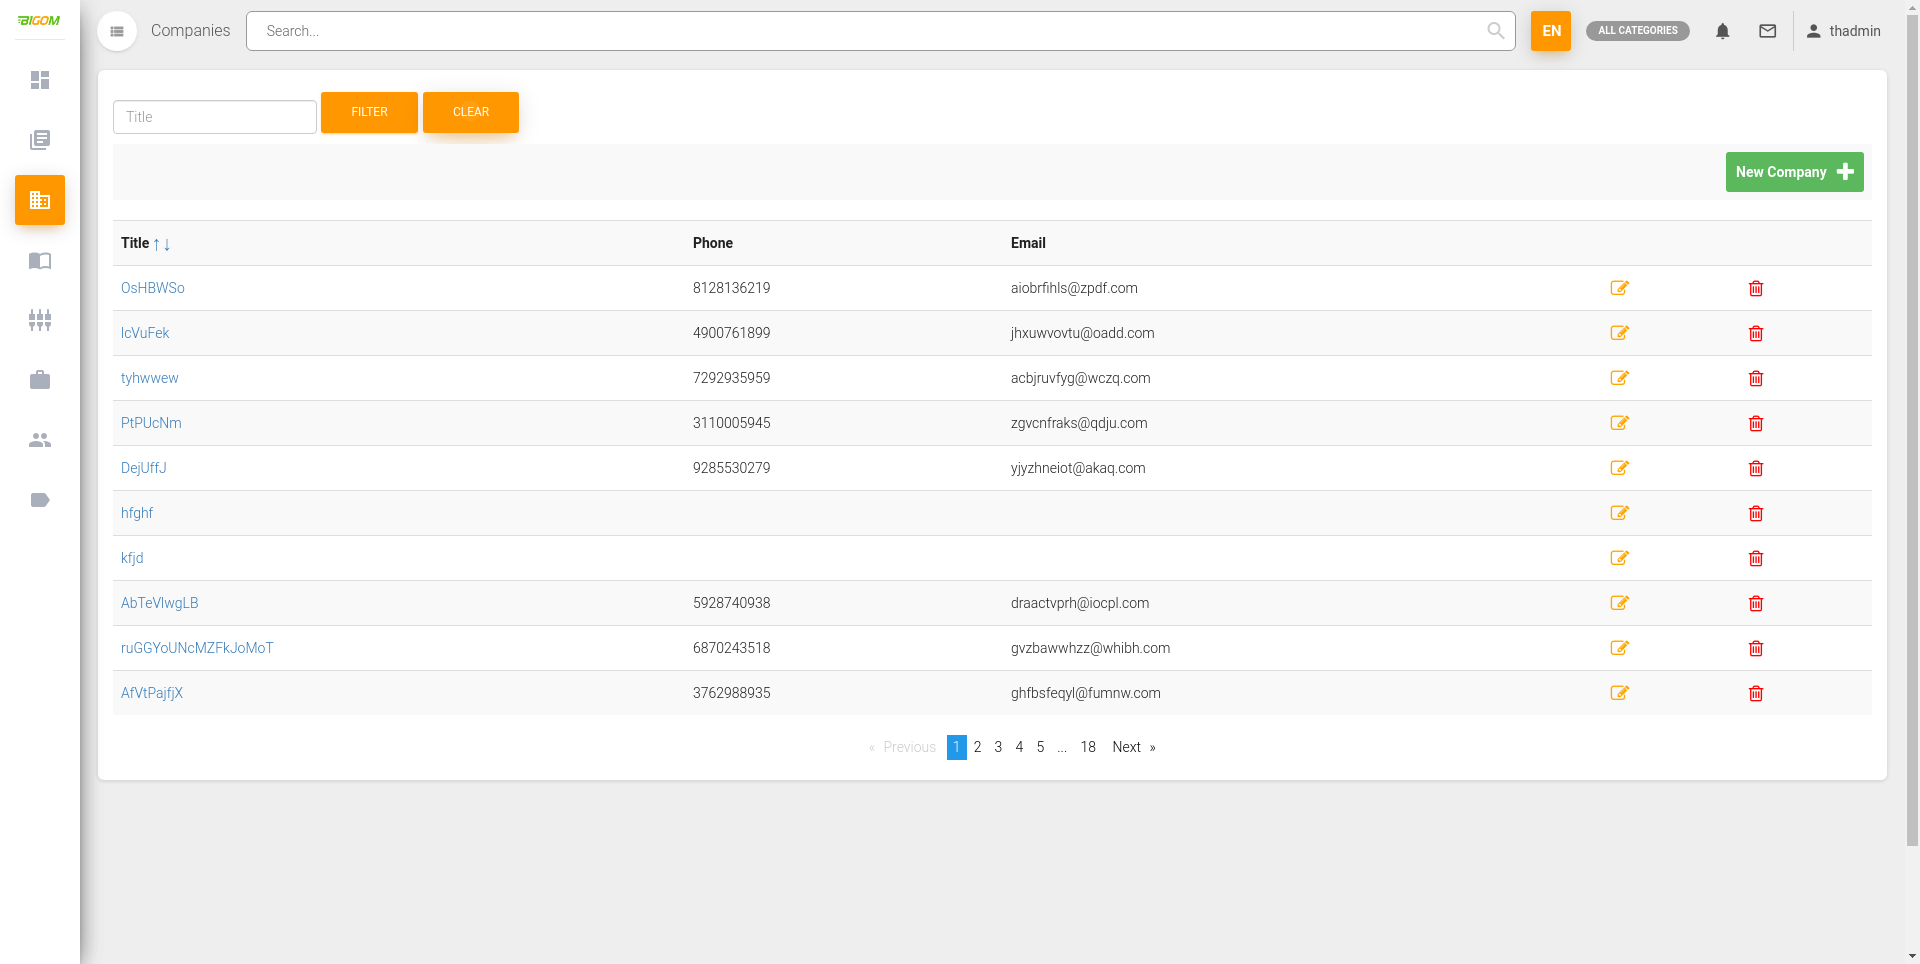 BIGOM
Companies
Search...
EN
ALL CATEGORIES
thadmin
Title
FILTER
CLEAR
New Company
Title ↑ ↓ Phone Email
OsHBWSo 8128136219 aiobrfihls@zpdf.com
lcVuFek 4900761899 jhxuwvovtu@oadd.com
tyhwwew 7292935959 acbjruvfyg@wczq.com
PtPUcNm 3110005945 zgvcnfraks@qdju.com
DejUffJ 9285530279 yjyzhneiot@akaq.com
hfghf
kfjd
AbTeVlwgLB 5928740938 draactvprh@iocpl.com
ruGGYoUNcMZFkJoMoT 6870243518 gvzbawwhzz@whibh.com
AfVtPajfjX 3762988935 ghfbsfeqyl@fumnw.com
« Previous 1 2 3 4 5 ... 18 Next »